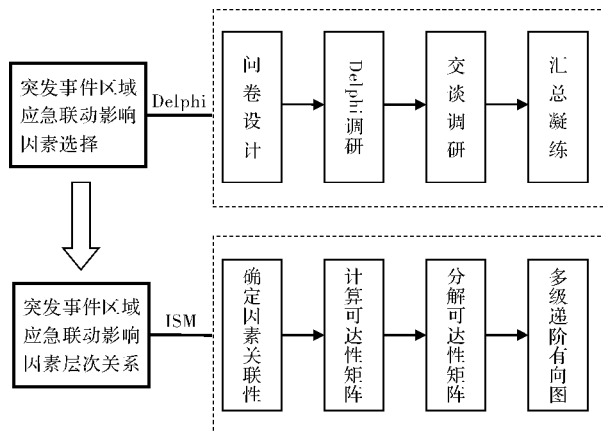 突发事件区域
应急联动影响
因素选择
Delphi
问卷设计
Delphi调研
交谈调研
汇总凝练
突发事件区域
应急联动影响
因素层次关系
ISM
确定因素关联性
计算可达性矩阵
分解可达性矩阵
多级递阶有向图